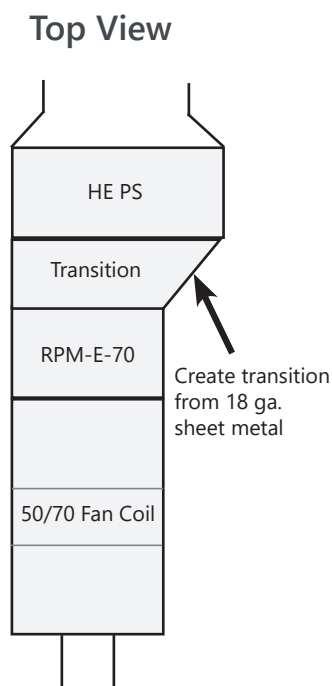 Top View
HE PS
Transition
RPM-E-70
Create transition
from 18 ga.
sheet metal
50/70 Fan Coil